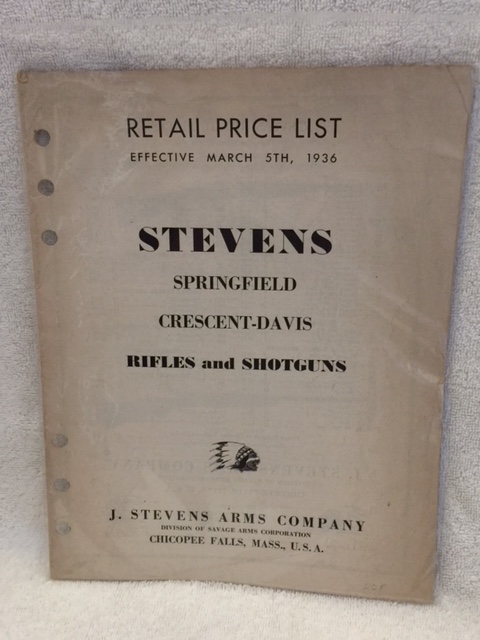 RETAIL PRICE LIST
EFFECTIVE MARCH 5TH, 1936
STEVENS
SPRINGFIELD
CRESCENT-DAVIS
RIFLES and SHOTGUNS
J. STEVENS ARMS COMPANY
DIVISION OF SAVAGE ARMS CORPORATION
CHICOPEE FALLS, MASS., U.S.A.